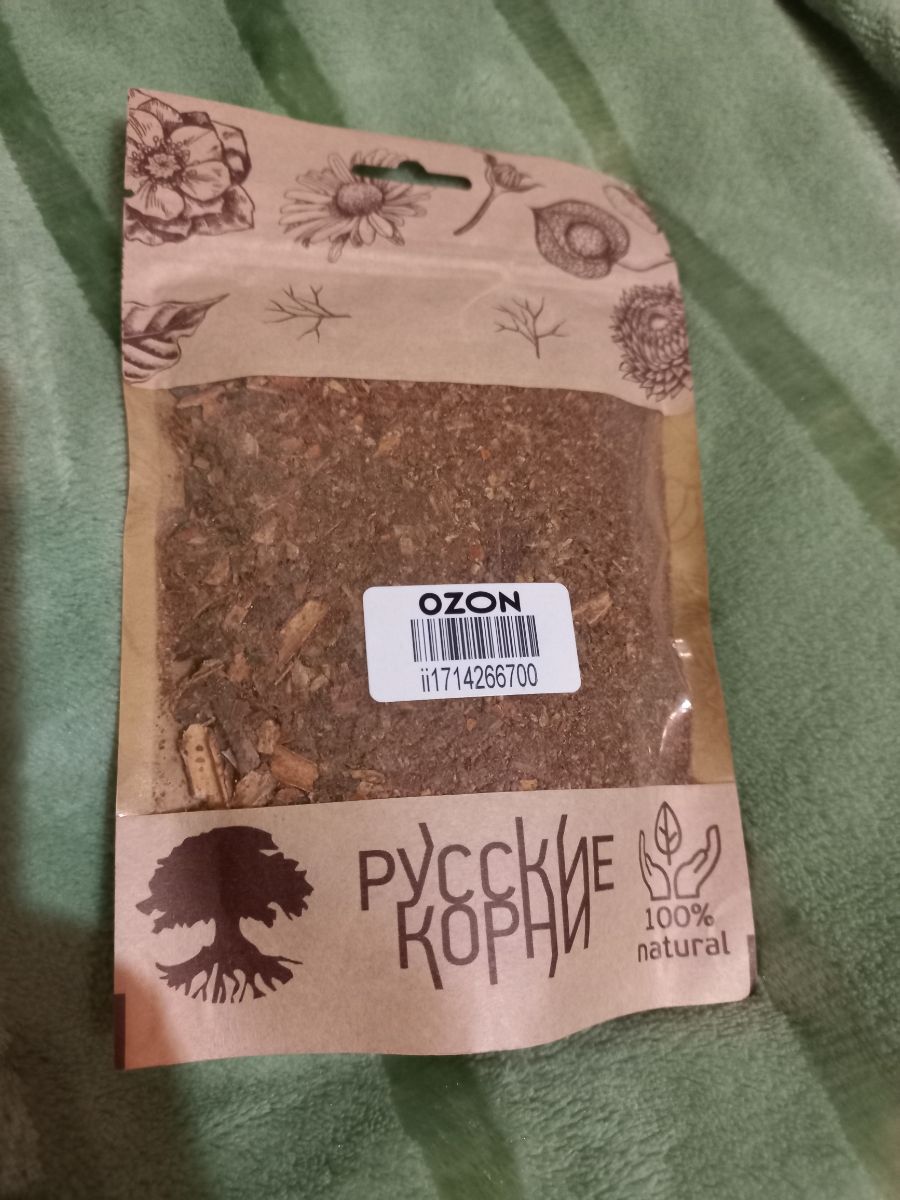 OZON
ii1714266700
РУССКИЕ
КОРНИ
100%
natural